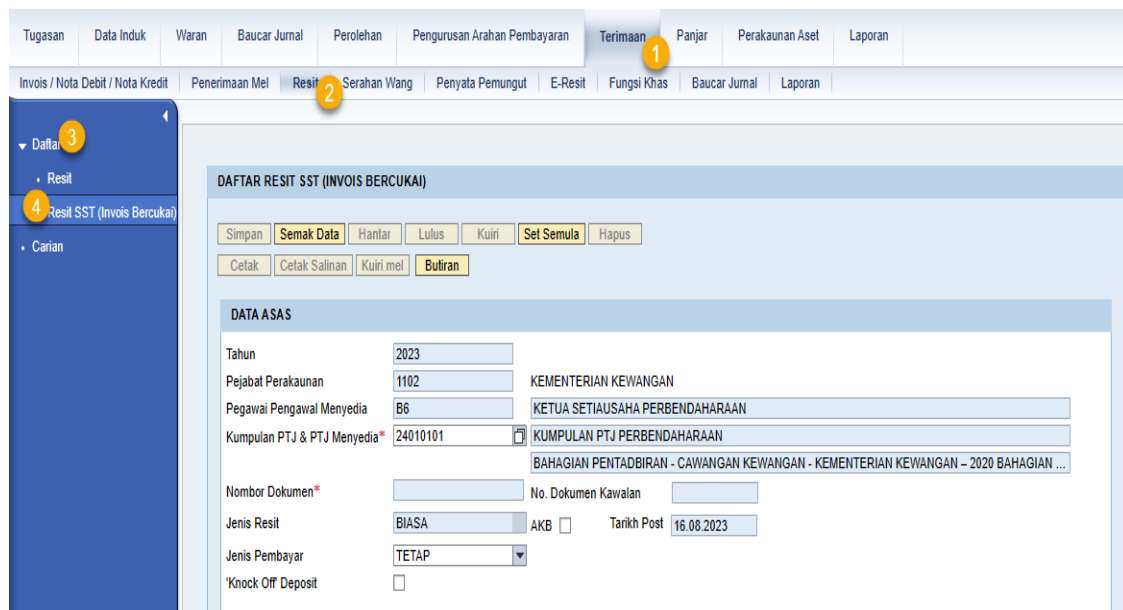 Tugasan Data Induk Waran Baucar Jurnal Perolehan Pengurusan Arahan Pembayaran Terimaan Panjar Perakaunan Aset Laporan
1
Invois / Nota Debit / Nota Kredit Penerimaan Mel Resit Serahan Wang Penyata Pemungut E-Resit Fungsi Khas Baucar Jurnal Laporan
2
Daftar 3
Resit
4 Resit SST (Invois Bercukai)
Carian
DAFTAR RESIT SST (INVOIS BERCUKAI)
Simpan Semak Data Hantar Lulus Kuiri Set Semula Hapus
Cetak Cetak Salinan Kuiri mel Butiran
DATA ASAS
Tahun 2023
Pejabat Perakaunan 1102 KEMENTERIAN KEWANGAN
Pegawai Pengawal Menyedia B6 KETUA SETIAUSAHA PERBENDAHARAAN
Kumpulan PTJ & PTJ Menyedia* 24010101 KUMPULAN PTJ PERBENDAHARAAN
BAHAGIAN PENTADBIRAN - CAWANGAN KEWANGAN - KEMENTERIAN KEWANGAN – 2020 BAHAGIAN ...
Nombor Dokumen* No. Dokumen Kawalan
Jenis Resit BIASA AKB Tarikh Post 16.08.2023
Jenis Pembayar TETAP
'Knock Off' Deposit